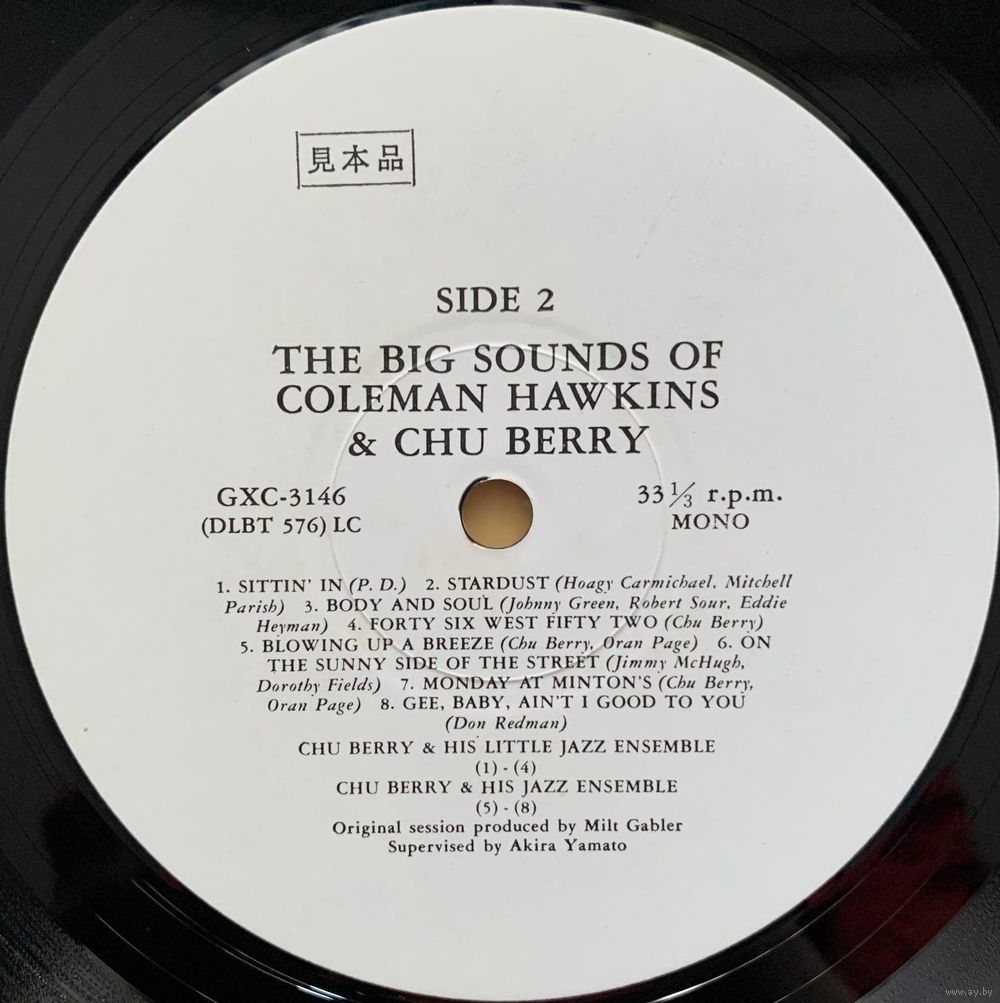 見本品
SIDE 2
THE BIG SOUNDS OF
COLEMAN HAWKINS
& CHU BERRY
GXC-3146
(DLBT 576) LC
33 1/3 r.p.m.
MONO
1. SITTIN' IN (P. D.) 2. STARDUST (Hoagy Carmichael, Mitchell
Parish) 3. BODY AND SOUL (Johnny Green, Robert Sour, Eddie
Heyman) 4. FORTY SIX WEST FIFTY TWO (Chu Berry)
5. BLOWING UP A BREEZE (Chu Berry, Oran Page) 6. ON
THE SUNNY SIDE OF THE STREET (Jimmy McHugh,
Dorothy Fields) 7. MONDAY AT MINTON'S (Chu Berry,
Oran Page) 8. GEE, BABY, AIN'T I GOOD TO YOU
(Don Redman)
CHU BERRY & HIS LITTLE JAZZ ENSEMBLE
(1) - (4)
CHU BERRY & HIS JAZZ ENSEMBLE
(5) - (8)
Original session produced by Milt Gabler
Supervised by Akira Yamato
www.ay.by